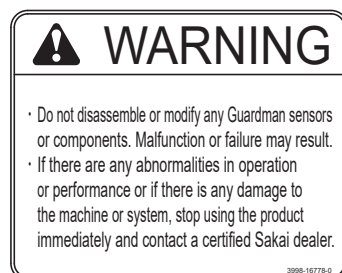 WARNING
· Do not disassemble or modify any Guardman sensors
or components. Malfunction or failure may result.
· If there are any abnormalities in operation
or performance or if there is any damage to
the machine or system, stop using the product
immediately and contact a certified Sakai dealer.
3998-16778-0